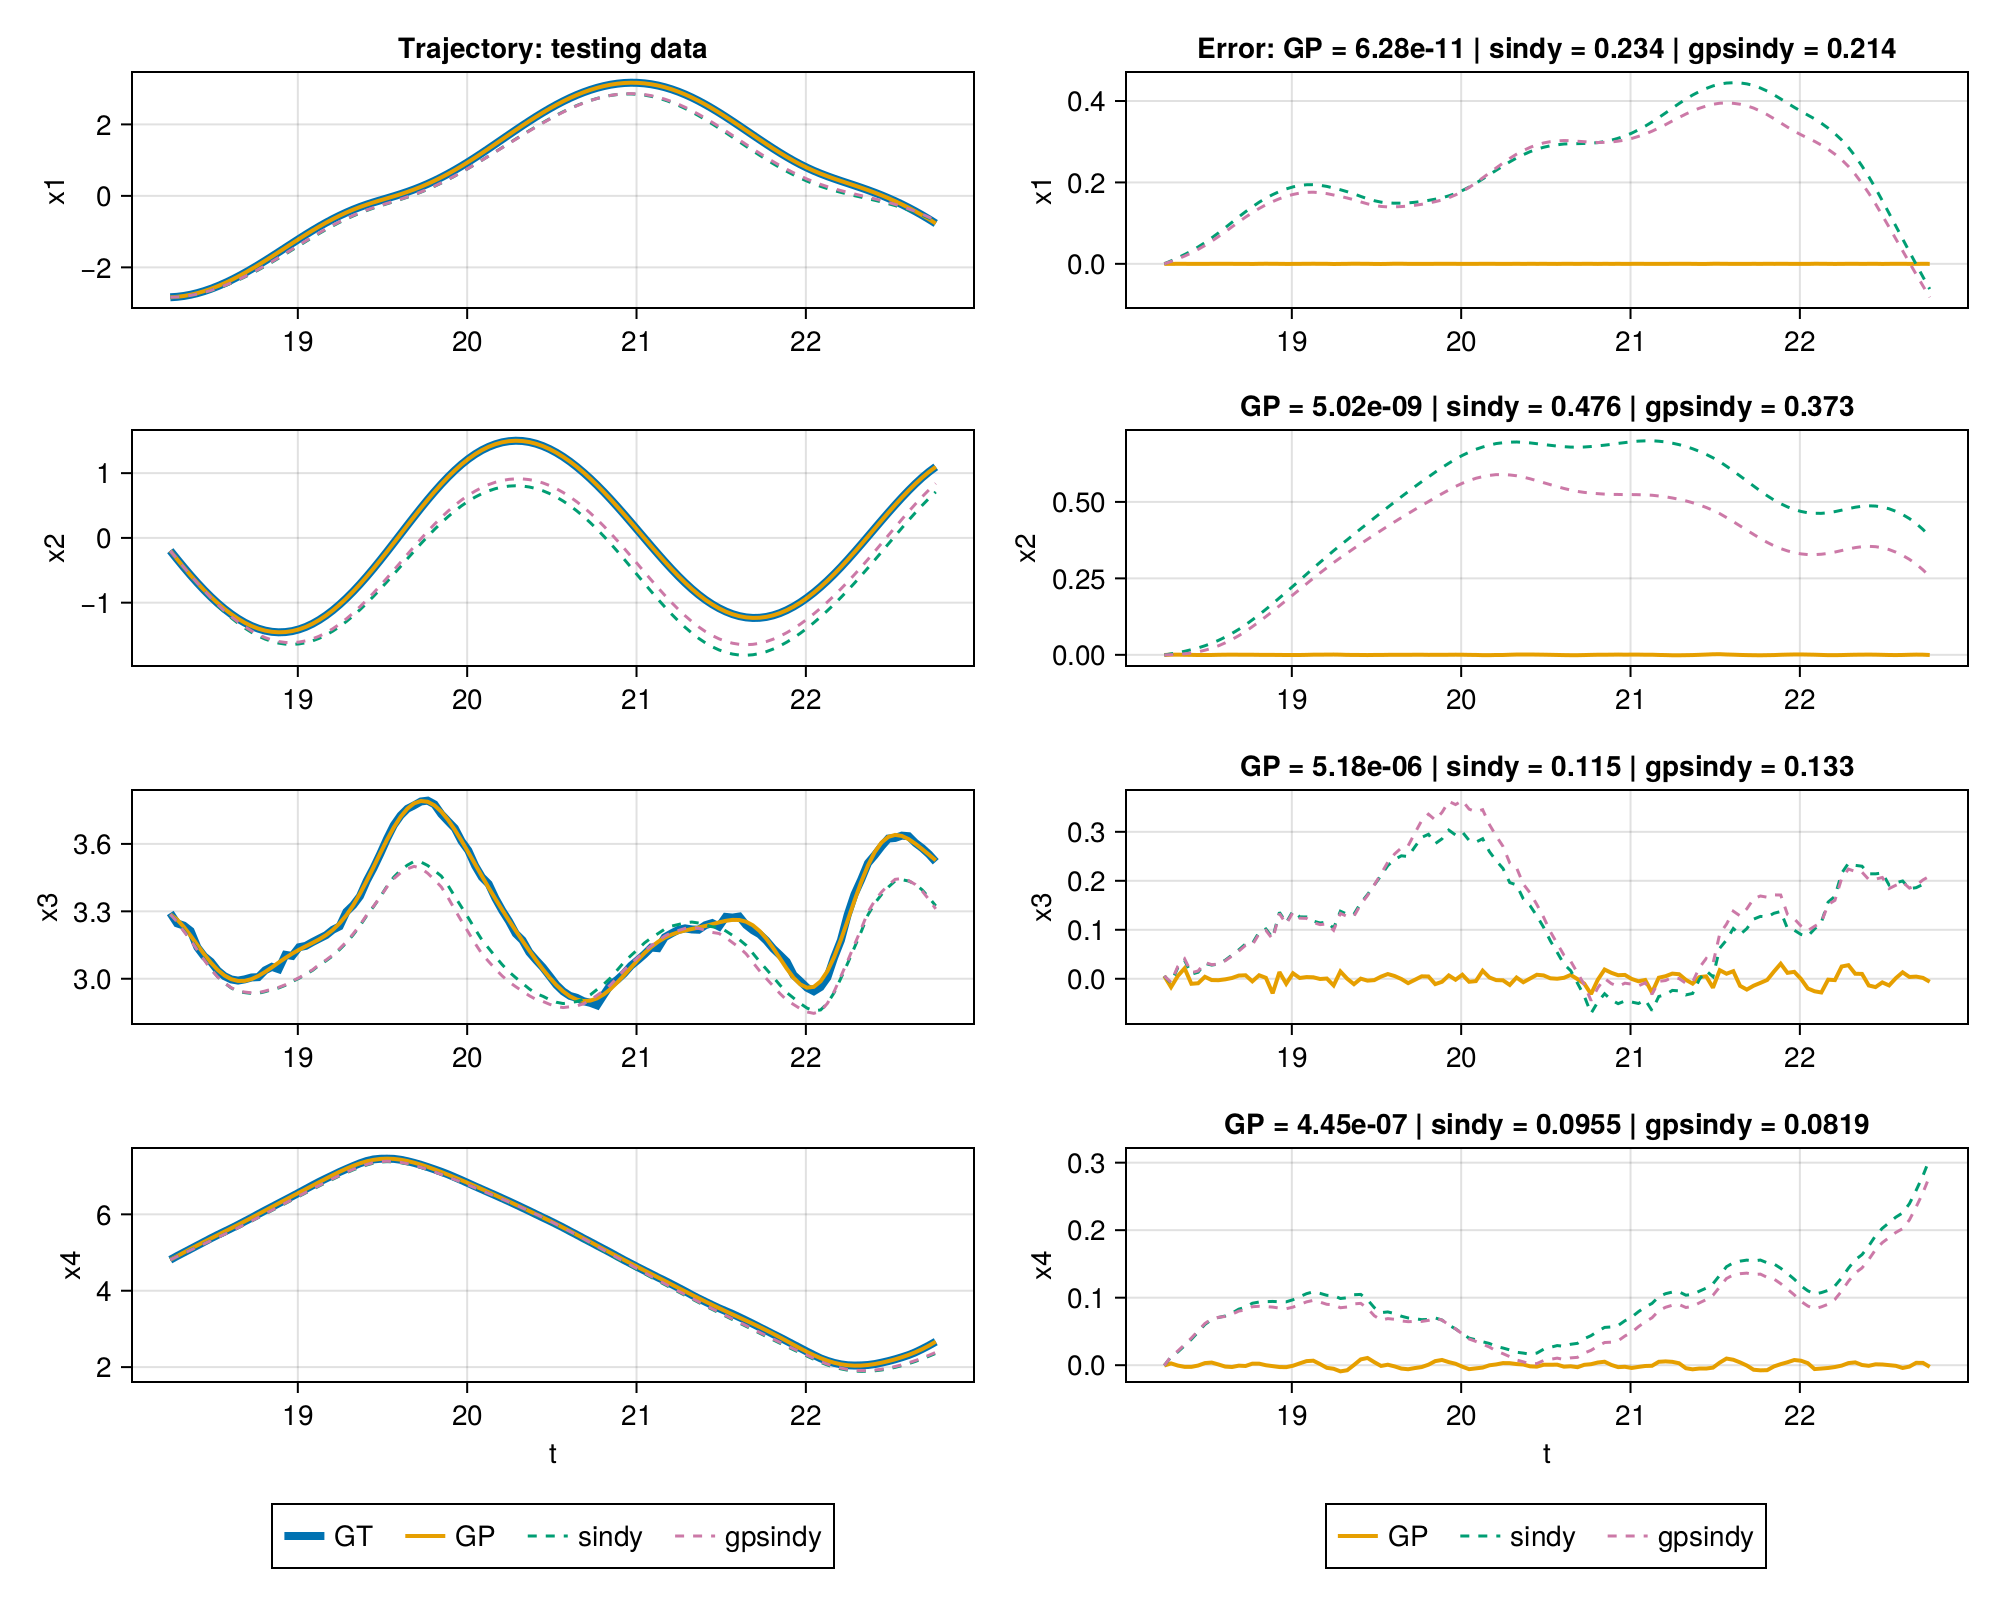 Trajectory: testing data
x1
2
0
−2
19 20 21 22
Error: GP = 6.28e-11 | sindy = 0.234 | gpsindy = 0.214
x1
0.4
0.2
0.0
19 20 21 22
x2
1
0
−1
19 20 21 22
GP = 5.02e-09 | sindy = 0.476 | gpsindy = 0.373
x2
0.50
0.25
0.00
19 20 21 22
x3
3.6
3.3
3.0
19 20 21 22
GP = 5.18e-06 | sindy = 0.115 | gpsindy = 0.133
x3
0.3
0.2
0.1
0.0
19 20 21 22
x4
6
4
2
19 20 21 22
t
GP = 4.45e-07 | sindy = 0.0955 | gpsindy = 0.0819
x4
0.3
0.2
0.1
0.0
19 20 21 22
t
GT GP sindy gpsindy
GP sindy gpsindy